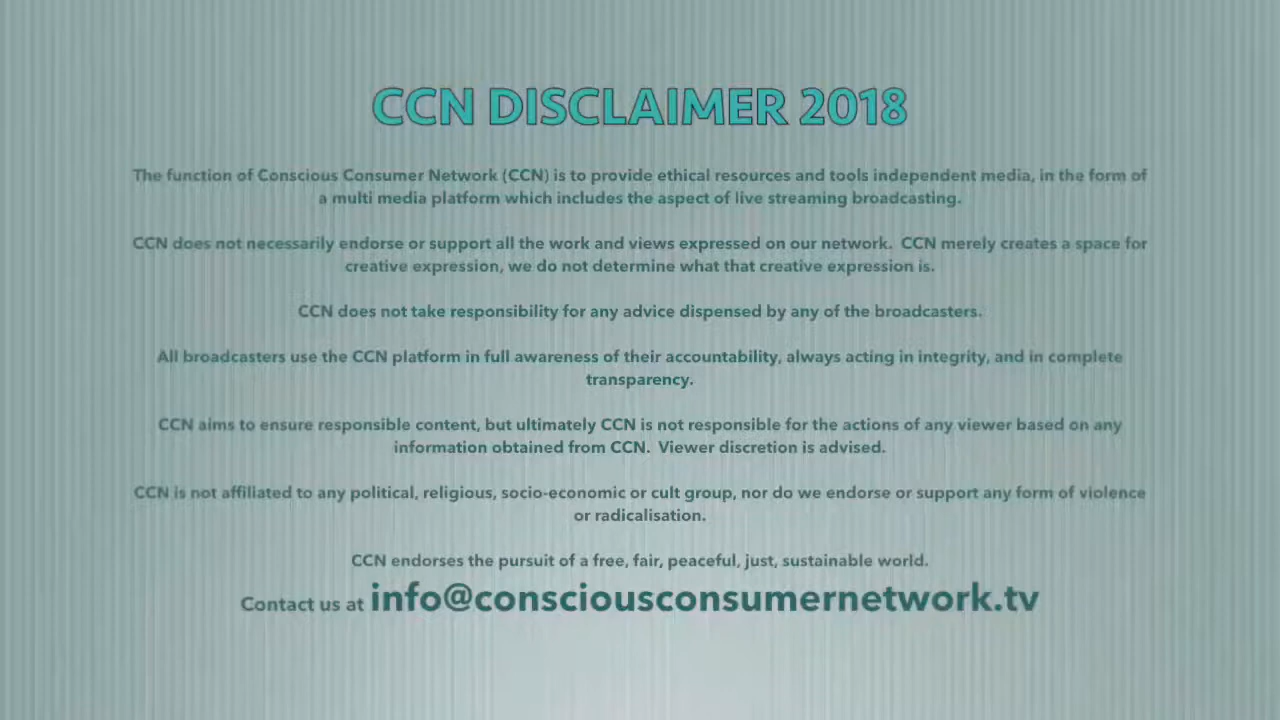 CCN DISCLAIMER 2018
The function of Conscious Consumer Network (CCN) is to provide ethical resources and tools independent media, in the form of
a multi media platform which includes the aspect of live streaming broadcasting.
CCN does not necessarily endorse or support all the work and views expressed on our network.  CCN merely creates a space for
creative expression, we do not determine what that creative expression is.
CCN does not take responsibility for any advice dispensed by any of the broadcasters.
All broadcasters use the CCN platform in full awareness of their accountability, always acting in integrity, and in complete
transparency.
CCN aims to ensure responsible content, but ultimately CCN is not responsible for the actions of any viewer based on any
information obtained from CCN.  Viewer discretion is advised.
CCN is not affiliated to any political, religious, socio-economic or cult group, nor do we endorse or support any form of violence
or radicalisation.
CCN endorses the pursuit of a free, fair, peaceful, just, sustainable world.
Contact us at info@consciousconsumernetwork.tv